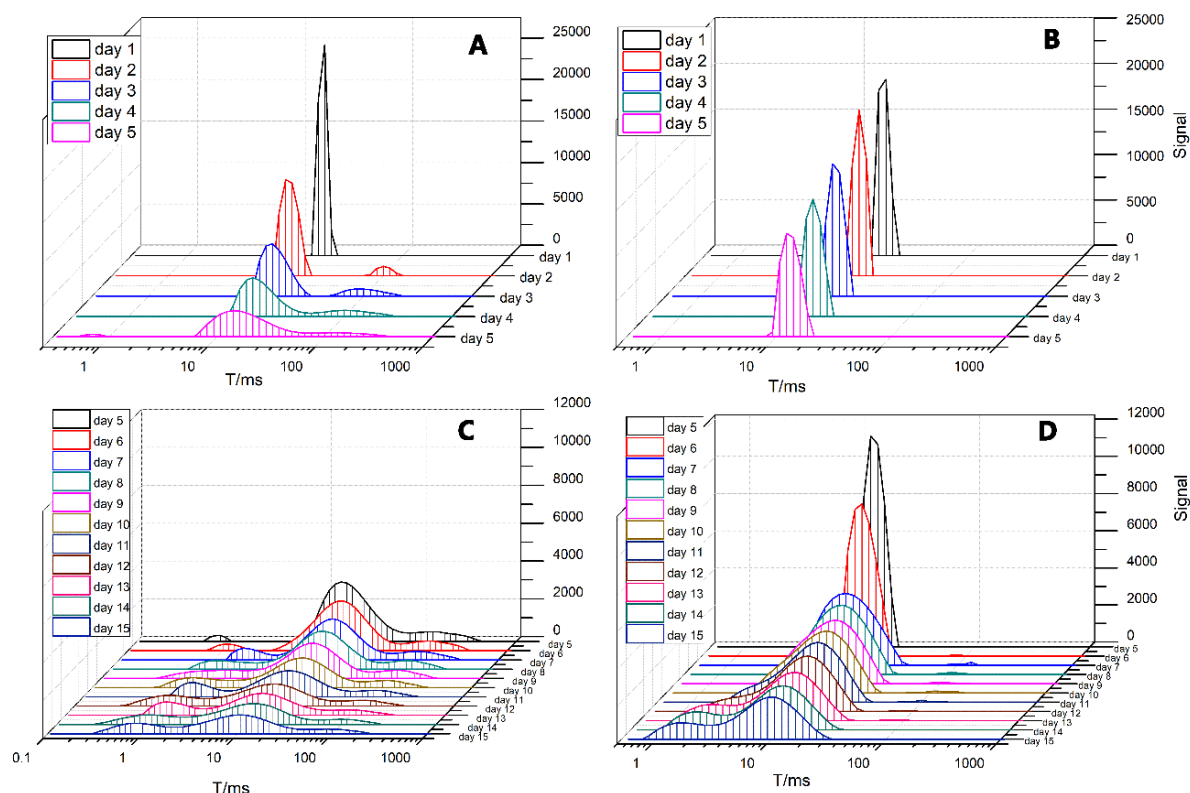 A
day 1
day 2
day 3
day 4
day 5
25000
20000
15000
10000
5000
0
day 1
day 2
day 3
day 4
day 5
1
10
100
1000
T/ms
B
day 1
day 2
day 3
day 4
day 5
25000
20000
15000
10000
5000
0
Signal
day 1
day 2
day 3
day 4
day 5
1
10
100
1000
T/ms
C
day 5
day 6
day 7
day 8
day 9
day 10
day 11
day 12
day 13
day 14
day 15
12000
10000
8000
6000
4000
2000
0
day 5
day 6
day 7
day 8
day 9
day 10
day 11
day 12
day 13
day 14
day 15
0.1
1
10
100
1000
T/ms
D
day 5
day 6
day 7
day 8
day 9
day 10
day 11
day 12
day 13
day 14
day 15
12000
10000
8000
6000
4000
2000
0
Signal
day 5
day 6
day 7
day 8
day 9
day 10
day 11
day 12
day 13
day 14
day 15
1
10
100
1000
T/ms